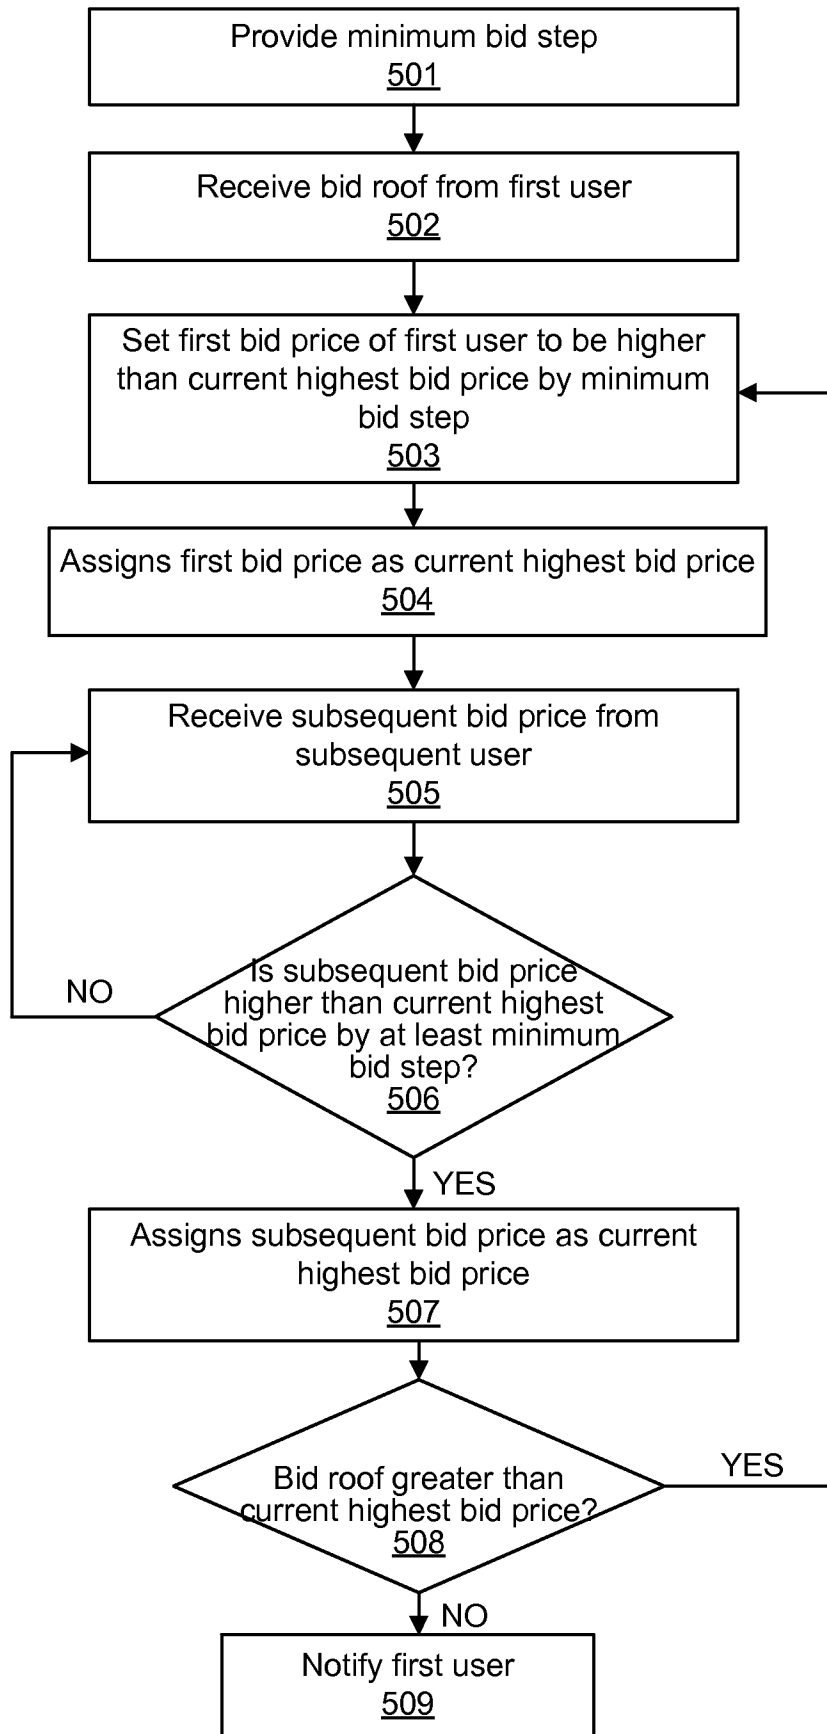 Provide minimum bid step
501
Receive bid roof from first user
502
Set first bid price of first user to be higher
than current highest bid price by minimum
bid step
503
Assigns first bid price as current highest bid price
504
Receive subsequent bid price from
subsequent user
505
Is subsequent bid price
higher than current highest
bid price by at least minimum
bid step?
506
NO
YES
Assigns subsequent bid price as current
highest bid price
507
Bid roof greater than
current highest bid price?
508
YES
NO
Notify first user
509